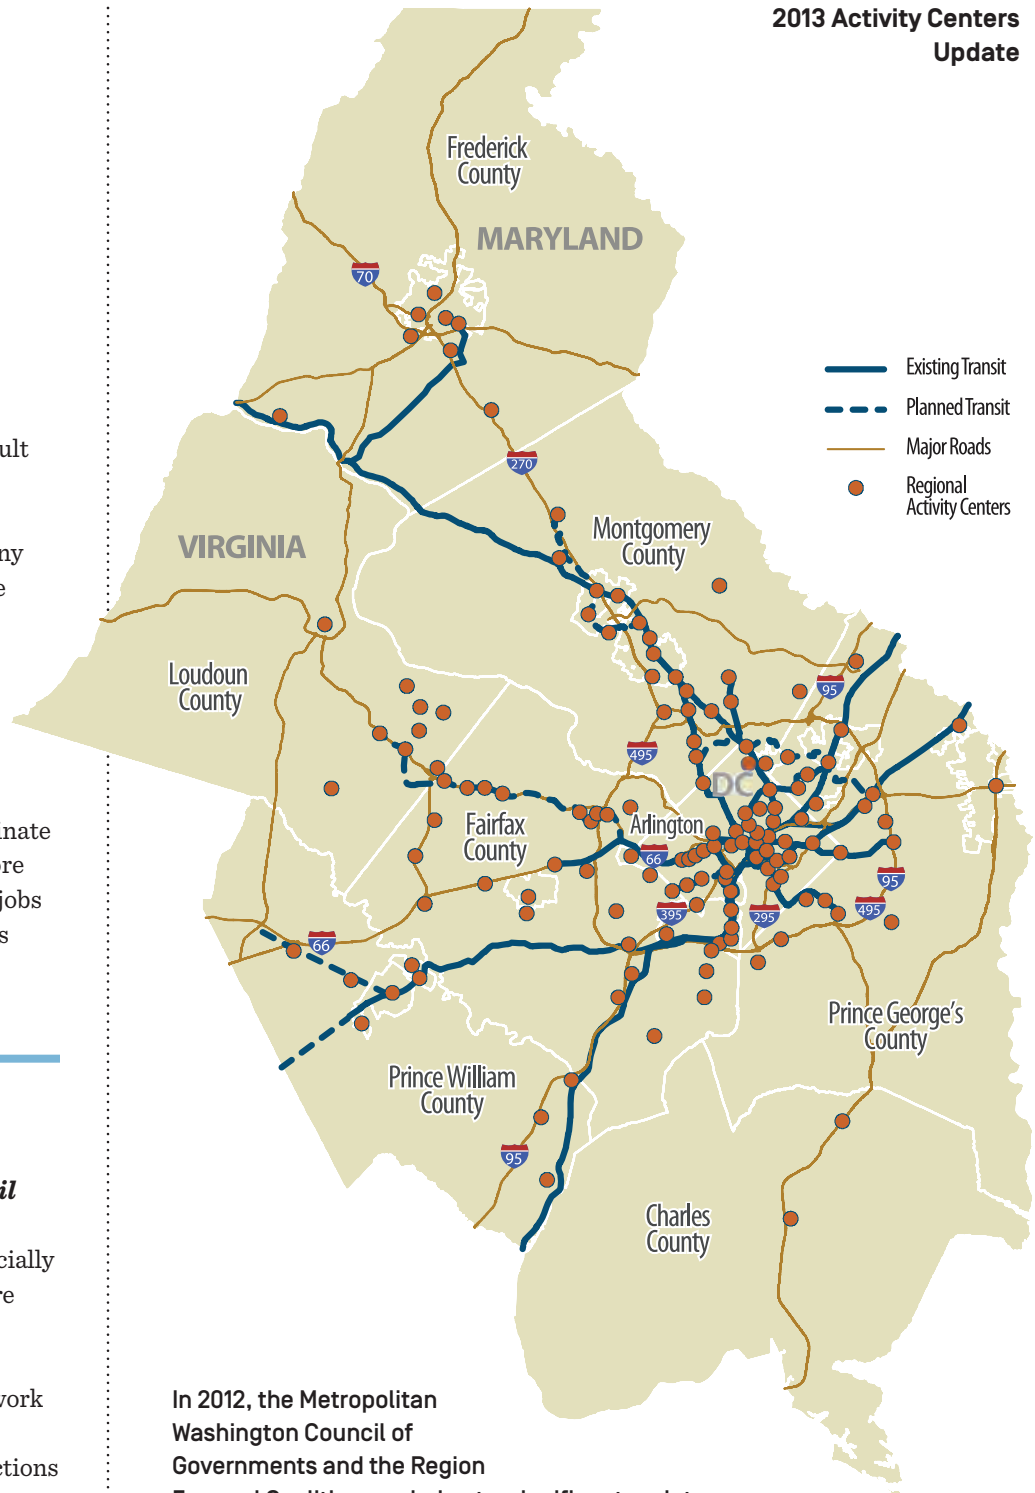 2013 Activity Centers
Update
Frederick
County
MARYLAND
70
Existing Transit
Planned Transit
Major Roads
Regional
Activity Centers
ult
270
VIRGINIA
Montgomery
County
ny
e
Loudoun
County
95
495
DC
Fairfax
County
Arlington
66
inate
ore
jobs
s
95
395
295
495
66
Prince George's
County
Prince William
County
95
il
Charles
County
cially
re
work
ctions
In 2012, the Metropolitan
Washington Council of
Governments and the Region